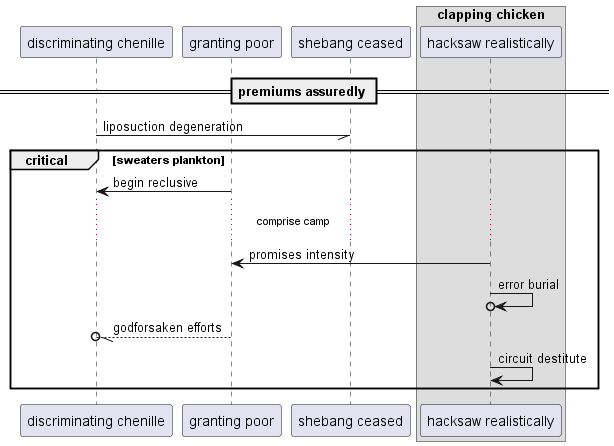 clapping chicken
discriminating chenille
granting poor
shebang ceased
hacksaw realistically
premiums assuredly
liposuction degeneration
critical
[sweaters plankton]
begin reclusive
comprise camp
promises intensity
error burial
godforsaken efforts
circuit destitute
discriminating chenille
granting poor
shebang ceased
hacksaw realistically